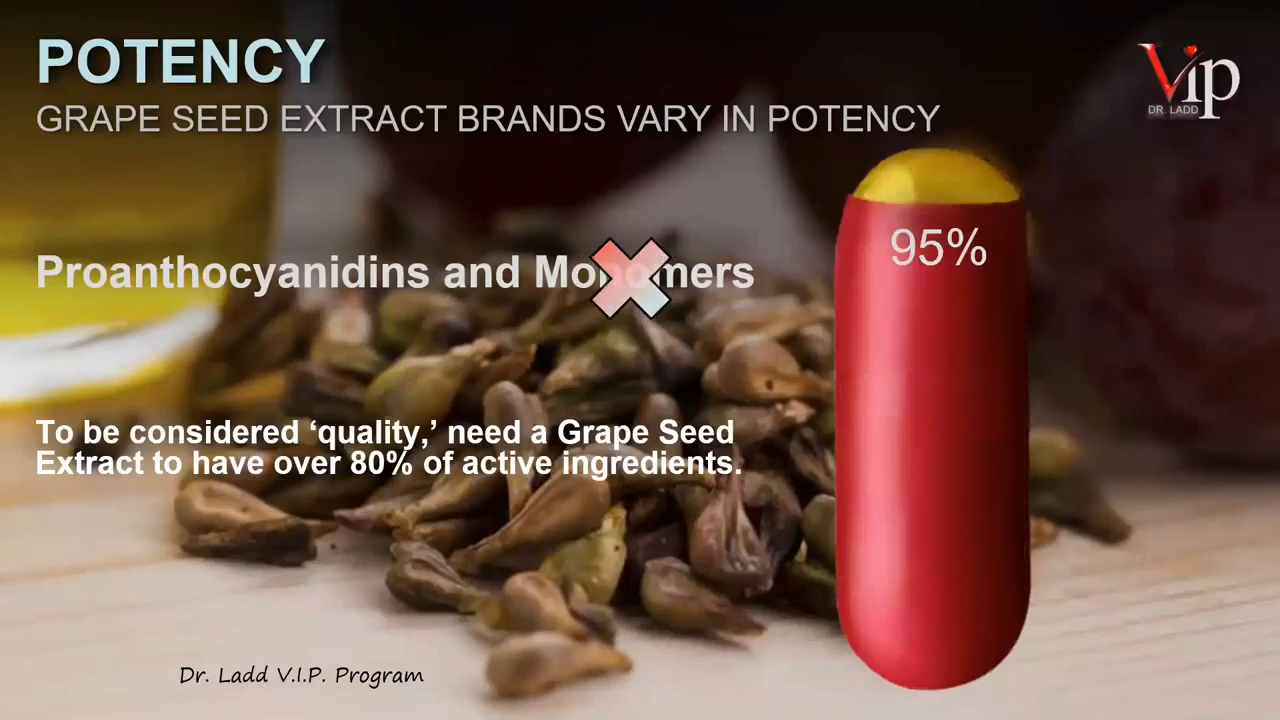 POTENCY
GRAPE SEED EXTRACT BRANDS VARY IN POTENCY
Vip
DR. LADD
95%
Proanthocyanidins and Monomers
To be considered ‘quality,’ need a Grape Seed
Extract to have over 80% of active ingredients.
Dr. Ladd V.I.P. Program